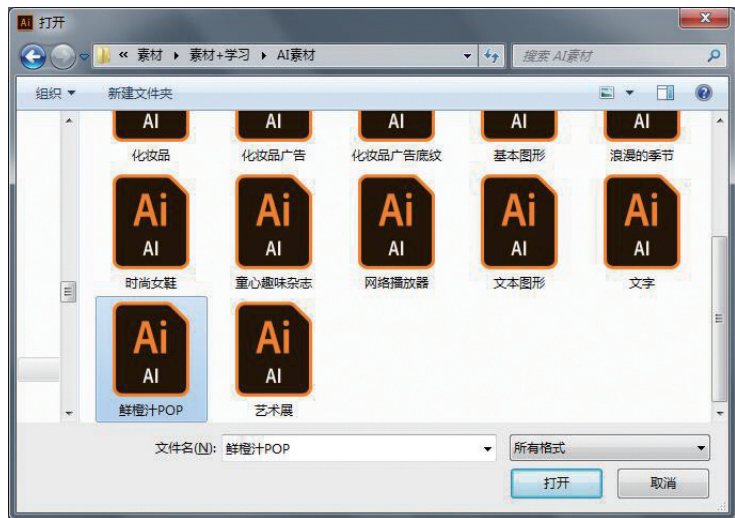 Ai 打开
« 素材 ▸ 素材+学习 ▸ AI素材
搜索 AI素材
组织 ▼ 新建文件夹
AI AI AI AI AI
化妆品 化妆品广告 化妆品广告底纹 基本图形 浪漫的季节
Ai Ai Ai Ai Ai
AI AI AI AI AI
时尚女鞋 童心趣味杂志 网络播放器 文本图形 文字
Ai Ai
AI AI
鲜橙汁POP 艺术展
文件名(N): 鲜橙汁POP 所有格式
打开 取消